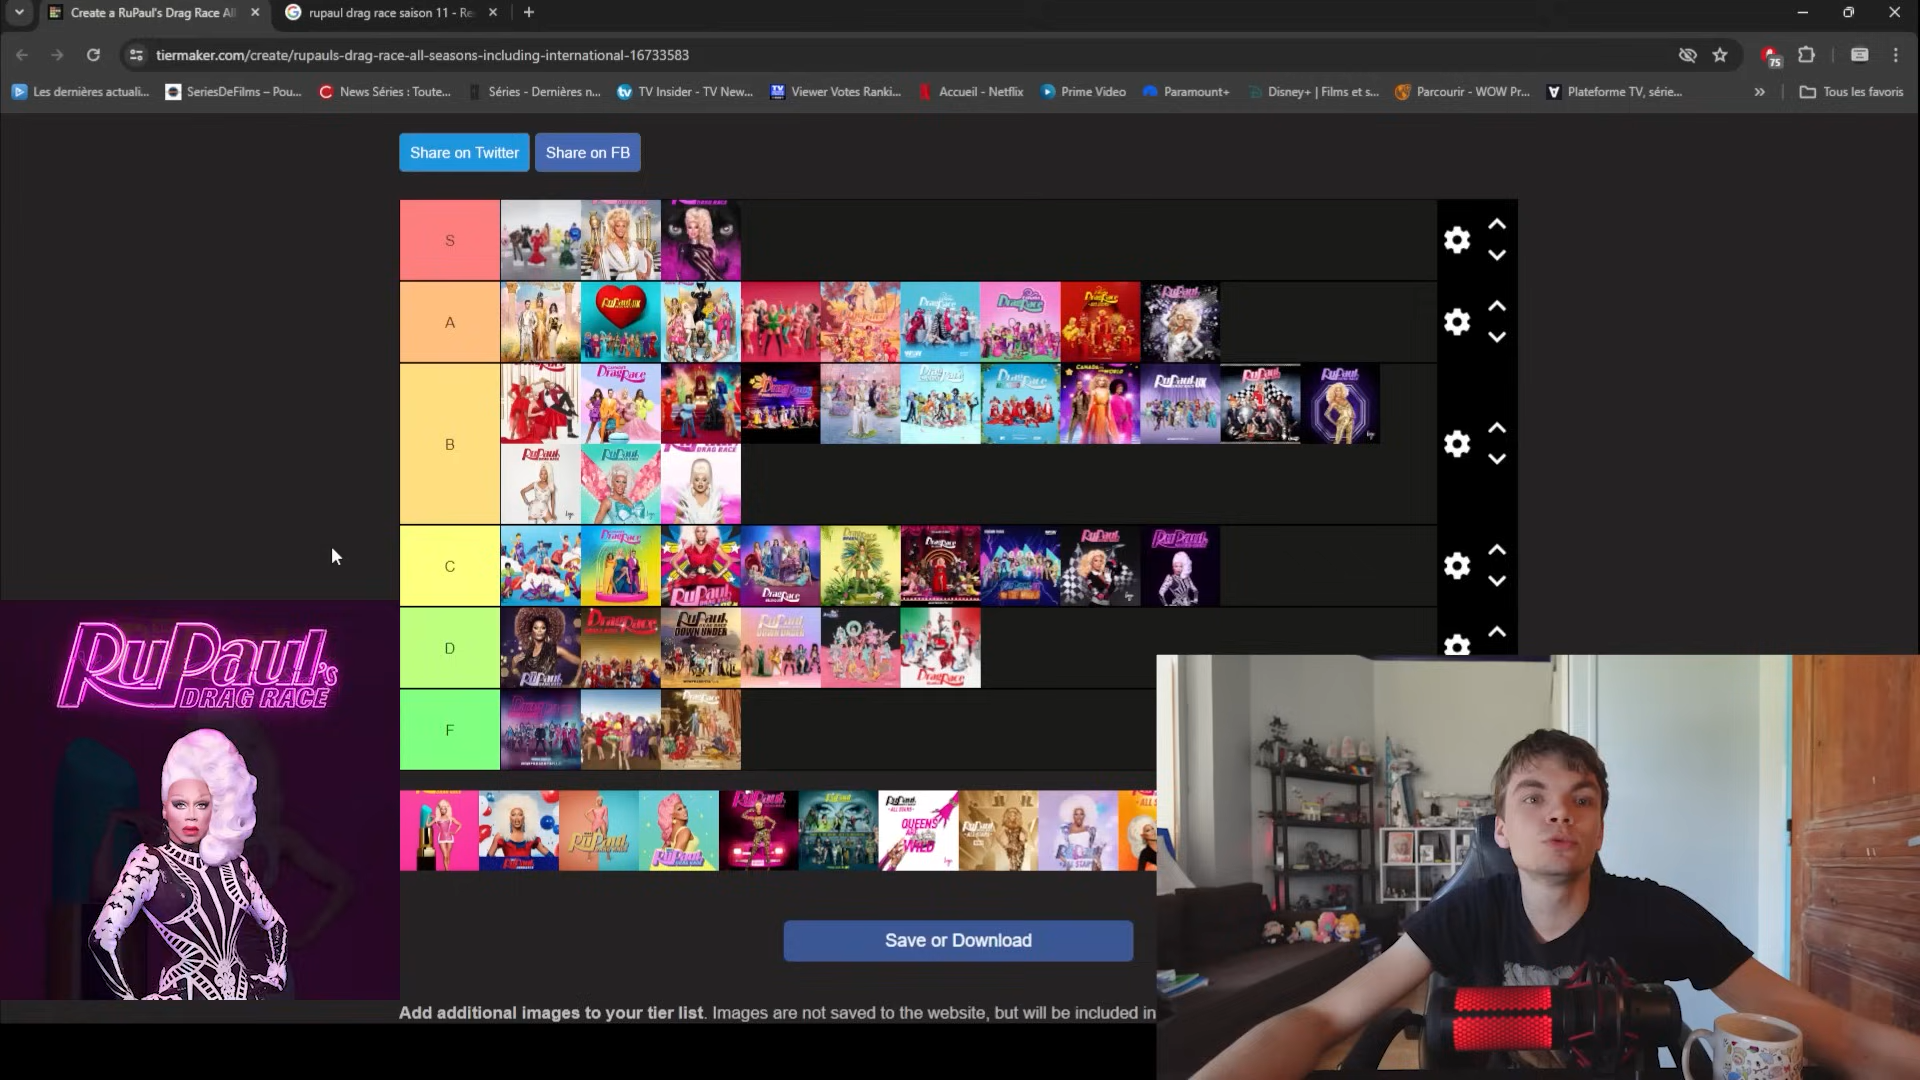 Create a RuPaul's Drag Race All
rupaul drag race saison 11 - Re
tiermaker.com/create/rupauls-drag-race-all-seasons-including-international-16733583
75
Les dernières actuali...
SeriesDeFilms – Pou...
News Séries : Toute...
Séries - Dernières n...
TV Insider - TV New...
Viewer Votes Ranki...
Accueil - Netflix
Prime Video
Paramount+
Disney+ | Films et s...
Parcourir - WOW Pr...
Plateforme TV, série...
Tous les favoris
Share on Twitter
Share on FB
S
A
B
C
D
F
RuPaul's
DRAG RACE
QUEENS
WILD
Save or Download
Add additional images to your tier list. Images are not saved to the website, but will be included in